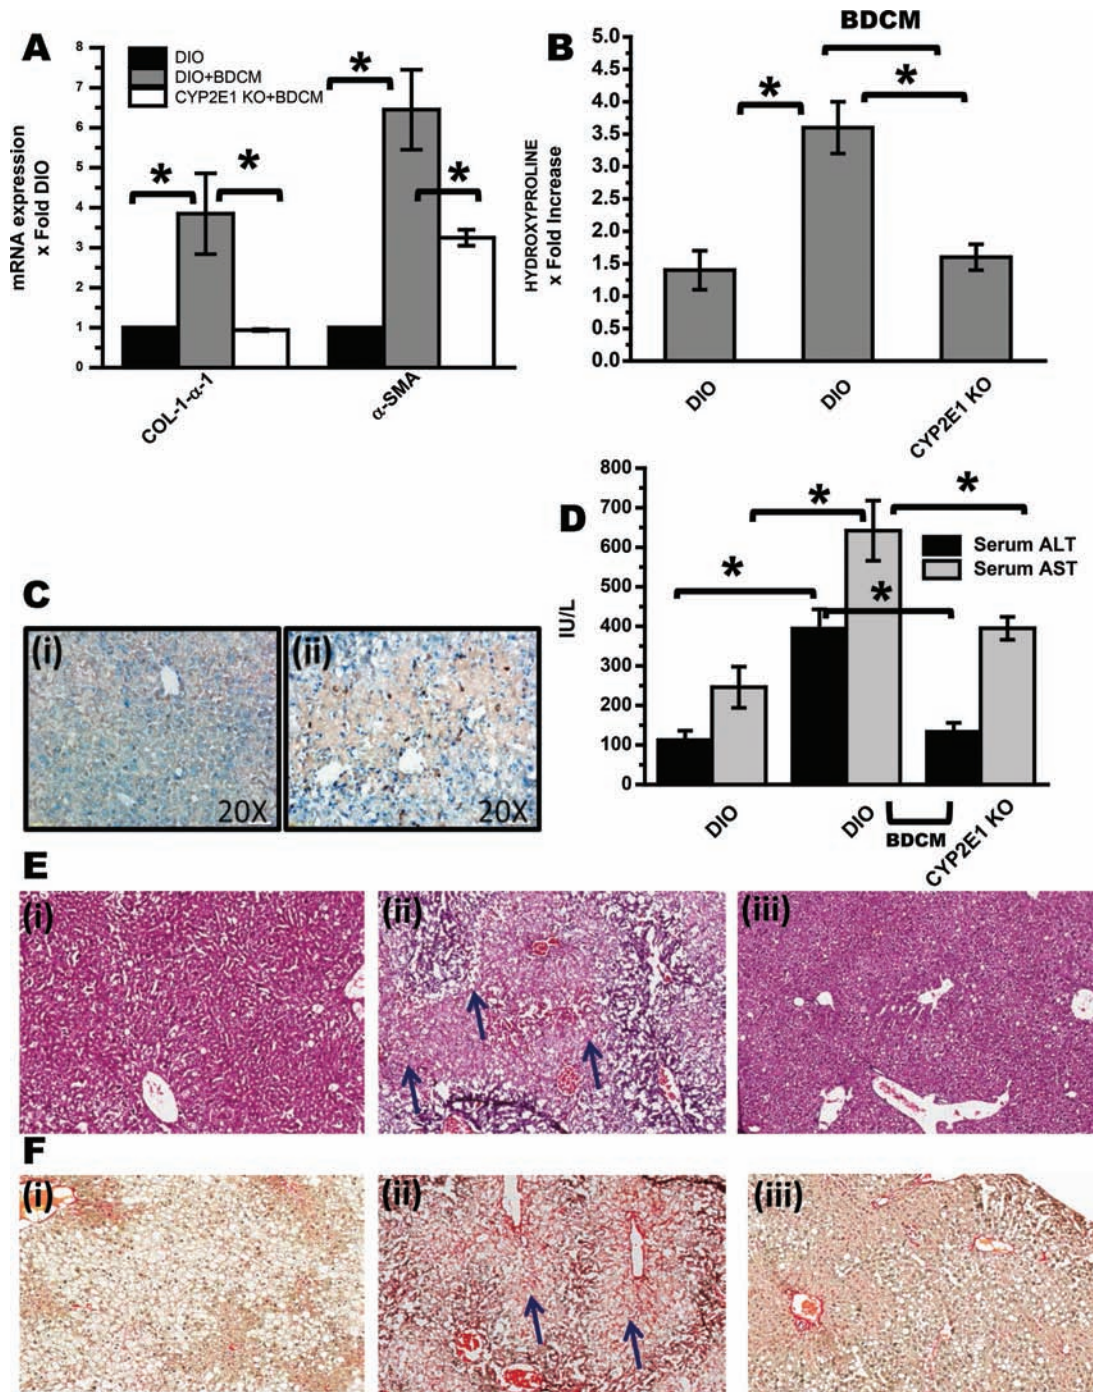 A
mRNA expression
x Fold DIO
8
7
6
5
4
3
2
1
0
DIO
DIO+BDCM
CYP2E1 KO+BDCM
*
*
*
*
COL-1-α-1
α-SMA
B
BDCM
HYDROXYPROLINE
x Fold Increase
5.0
4.5
4.0
3.5
3.0
2.5
2.0
1.5
1.0
0.5
0.0
*
*
DIO
DIO
CYP2E1 KO
C
(i)
20X
(ii)
20X
D
IU/L
800
700
600
500
400
300
200
100
0
*
*
*
*
Serum ALT
Serum AST
DIO
DIO
BDCM
CYP2E1 KO
E
(i)
(ii)
(iii)
F
(i)
(ii)
(iii)